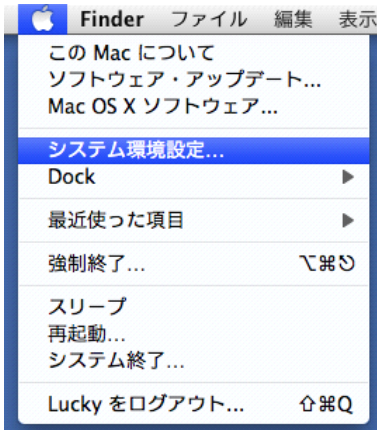 Finder ファイル 編集 表示
この Mac について
ソフトウェア・アップデート...
Mac OS X ソフトウェア...
システム環境設定...
Dock
最近使った項目
強制終了... ⌥⌘⎋
スリープ
再起動...
システム終了...
Lucky をログアウト... ⇧⌘Q